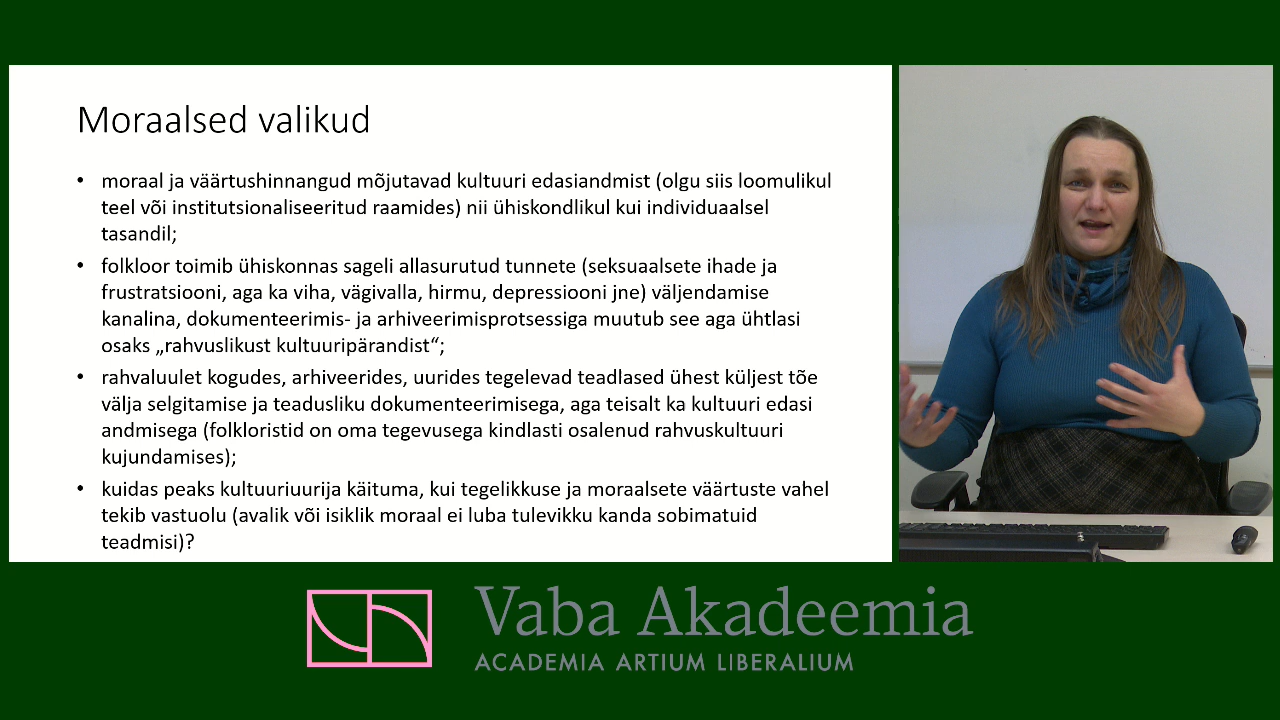 Moraalsed valikud
• moraal ja väärtushinnangud mõjutavad kultuuri edasiandmist (olgu siis loomulikul
teel või institutsionaliseeritud raamides) nii ühiskondlikul kui individuaalsel
tasandil;
• folkloor toimib ühiskonnas sageli allasurutud tunnete (seksuaalsete ihade ja
frustratsiooni, aga ka viha, vägivalla, hirmu, depressiooni jne) väljendamise
kanalina, dokumenteerimis- ja arhiveerimisprotsessiga muutub see aga ühtlasi
osaks „rahvuslikust kultuuripärandist“;
• rahvaluulet kogudes, arhiveerides, uurides tegelevad teadlased ühest küljest tõe
välja selgitamise ja teadusliku dokumenteerimisega, aga teisalt ka kultuuri edasi
andmisega (folkloristid on oma tegevusega kindlasti osalenud rahvuskultuuri
kujundamises);
• kuidas peaks kultuuriuurija käituma, kui tegelikkuse ja moraalsete väärtuste vahel
tekib vastuolu (avalik või isiklik moraal ei luba tulevikku kanda sobimatuid
teadmisi)?
Vaba Akadeemia
ACADEMIA ARTIUM LIBERALIUM